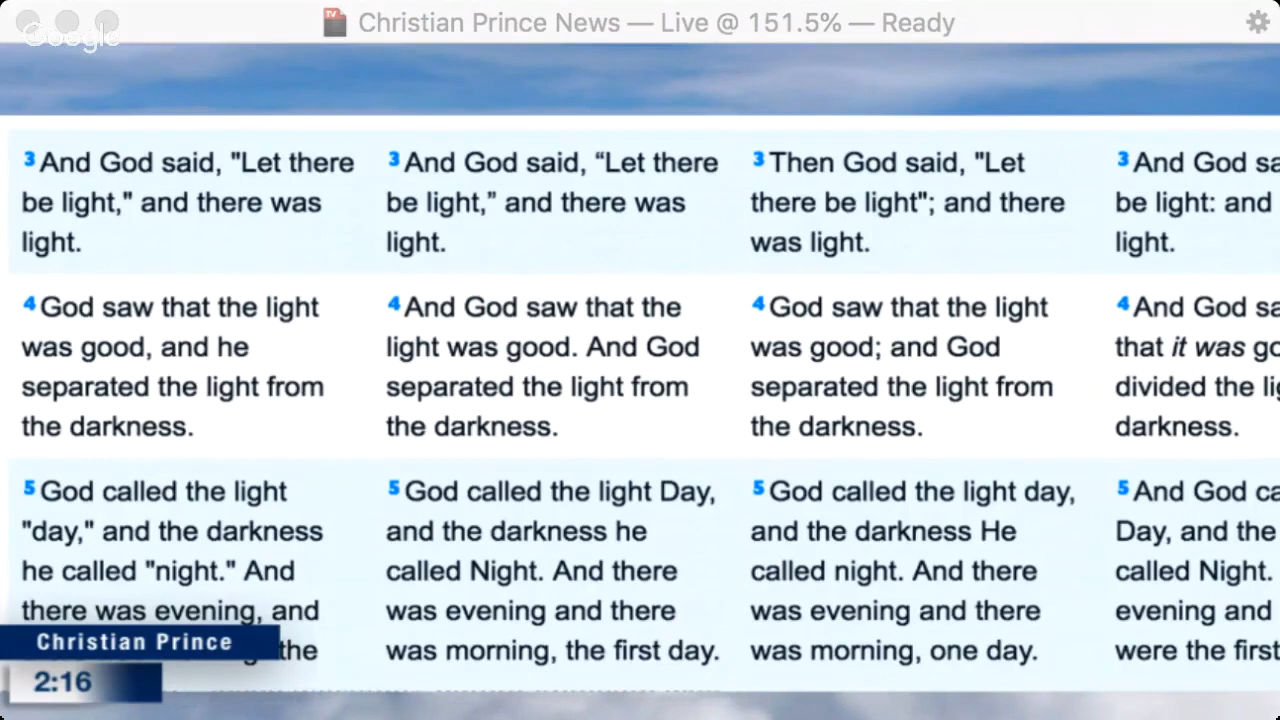 Christian Prince News — Live @ 151.5% — Ready
Google
3 And God said, "Let there
be light," and there was
light.
4 God saw that the light
was good, and he
separated the light from
the darkness.
5 God called the light
"day," and the darkness
he called "night." And
there was evening, and
the
3 And God said, “Let there
be light,” and there was
light.
4 And God saw that the
light was good. And God
separated the light from
the darkness.
5 God called the light Day,
and the darkness he
called Night. And there
was evening and there
was morning, the first day.
3 Then God said, "Let
there be light"; and there
was light.
4 God saw that the light
was good; and God
separated the light from
the darkness.
5 God called the light day,
and the darkness He
called night. And there
was evening and there
was morning, one day.
3 And God sa
be light: and
light.
4 And God sa
that it was go
divided the lig
darkness.
5 And God ca
Day, and the
called Night.
evening and
were the first
Christian Prince
2:16